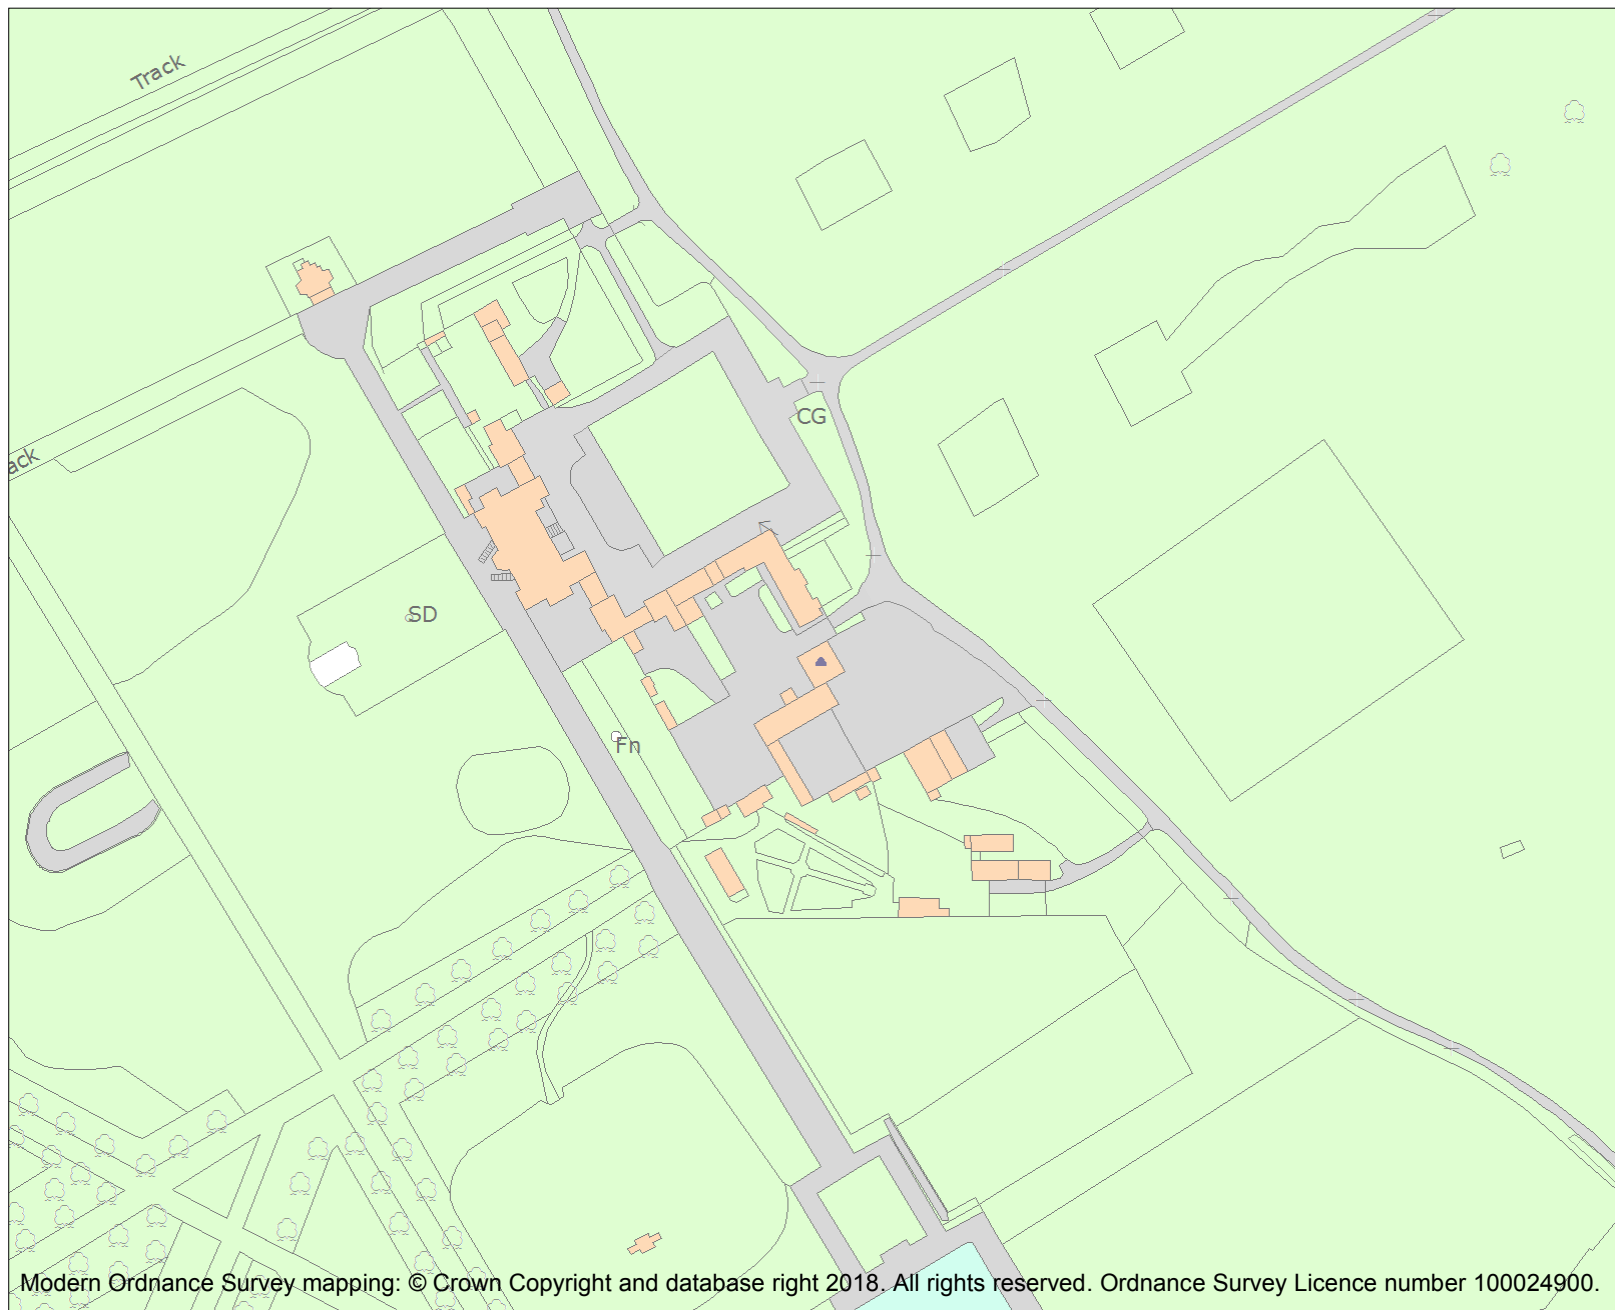 Track
CG
ack
SD
Fn
Modern Ordnance Survey mapping: © Crown Copyright and database right 2018. All rights reserved. Ordnance Survey Licence number 100024900.